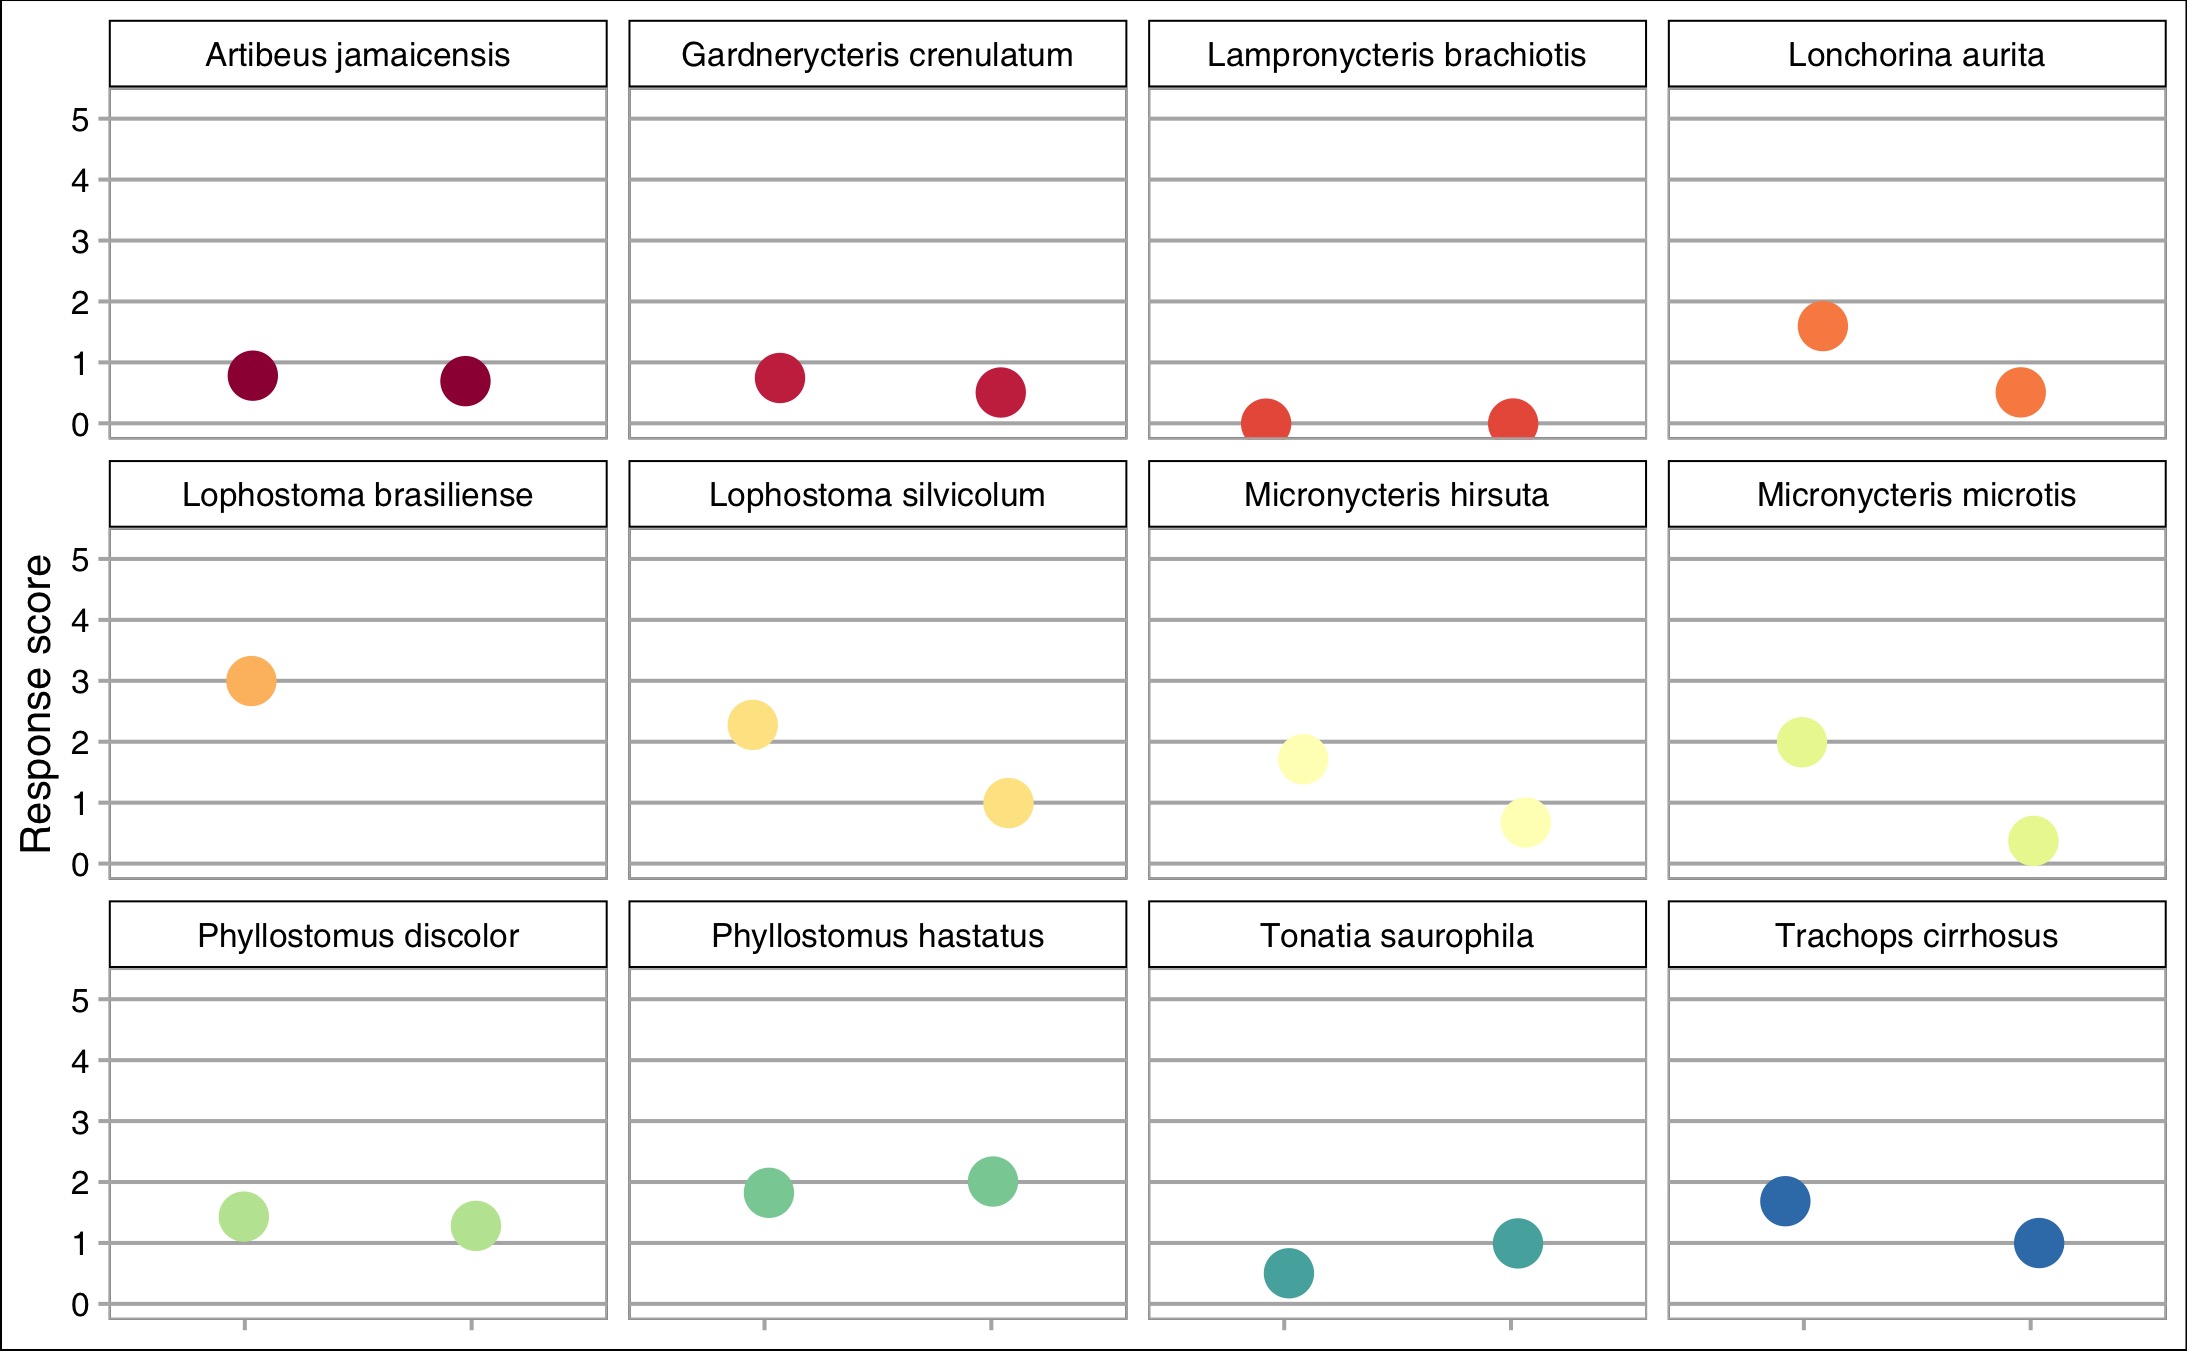 Artibeus jamaicensis
Gardnerycteris crenulatum
Lampronycteris brachiotis
Lonchorina aurita
5
4
3
2
1
0
Lophostoma brasiliense
Lophostoma silvicolum
Micronycteris hirsuta
Micronycteris microtis
Response score
5
4
3
2
1
0
Phyllostomus discolor
Phyllostomus hastatus
Tonatia saurophila
Trachops cirrhosus
5
4
3
2
1
0